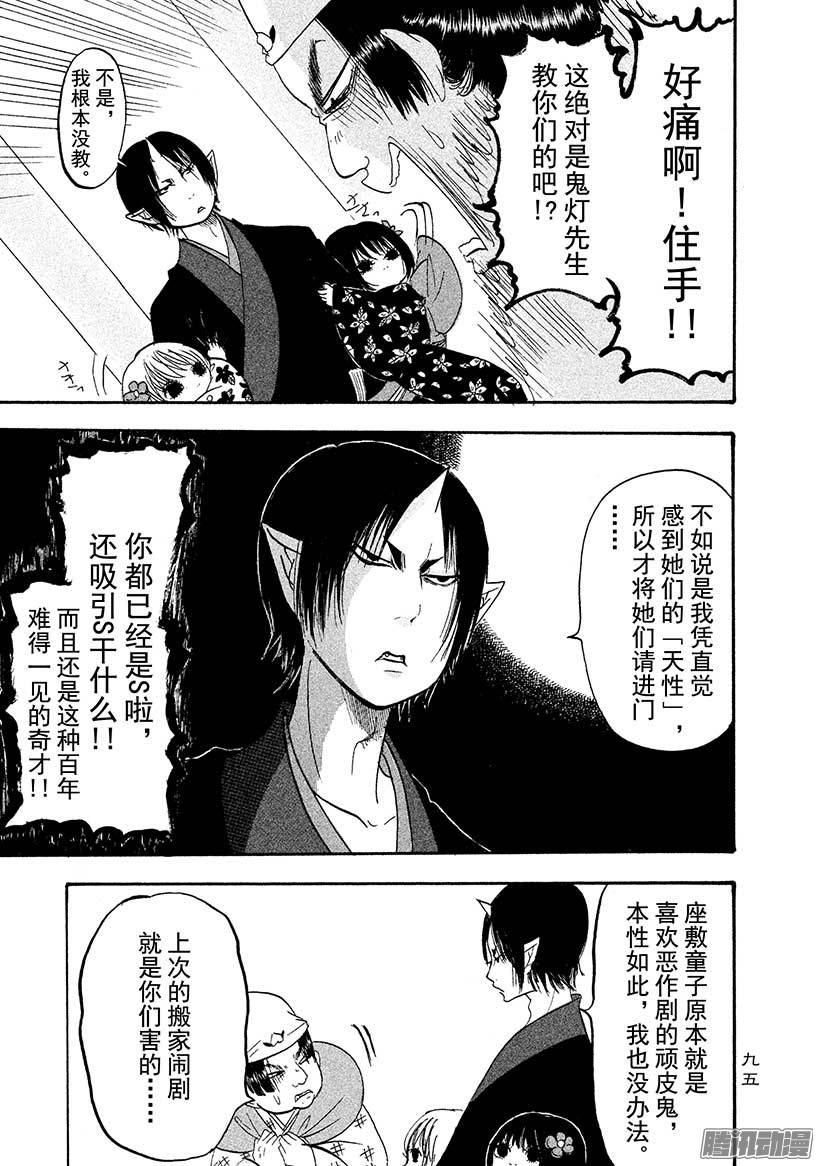 好痛啊！住手!!
这绝对是鬼灯先生
教你们的吧!?
不是，
我根本没教。
ナオッ
ナオッ
不如说是我凭直觉
感到她们的「天性」，
所以才将她们请进门
……
你都已经是S啦，
还吸引S干什么!!
而且还是这种百年
难得一见的奇才!!
座敷童子原本就是
喜欢恶作剧的顽皮鬼，
本性如此，我也没办法。
上次的搬家闹剧
就是你们害的……
九五
腾讯动漫